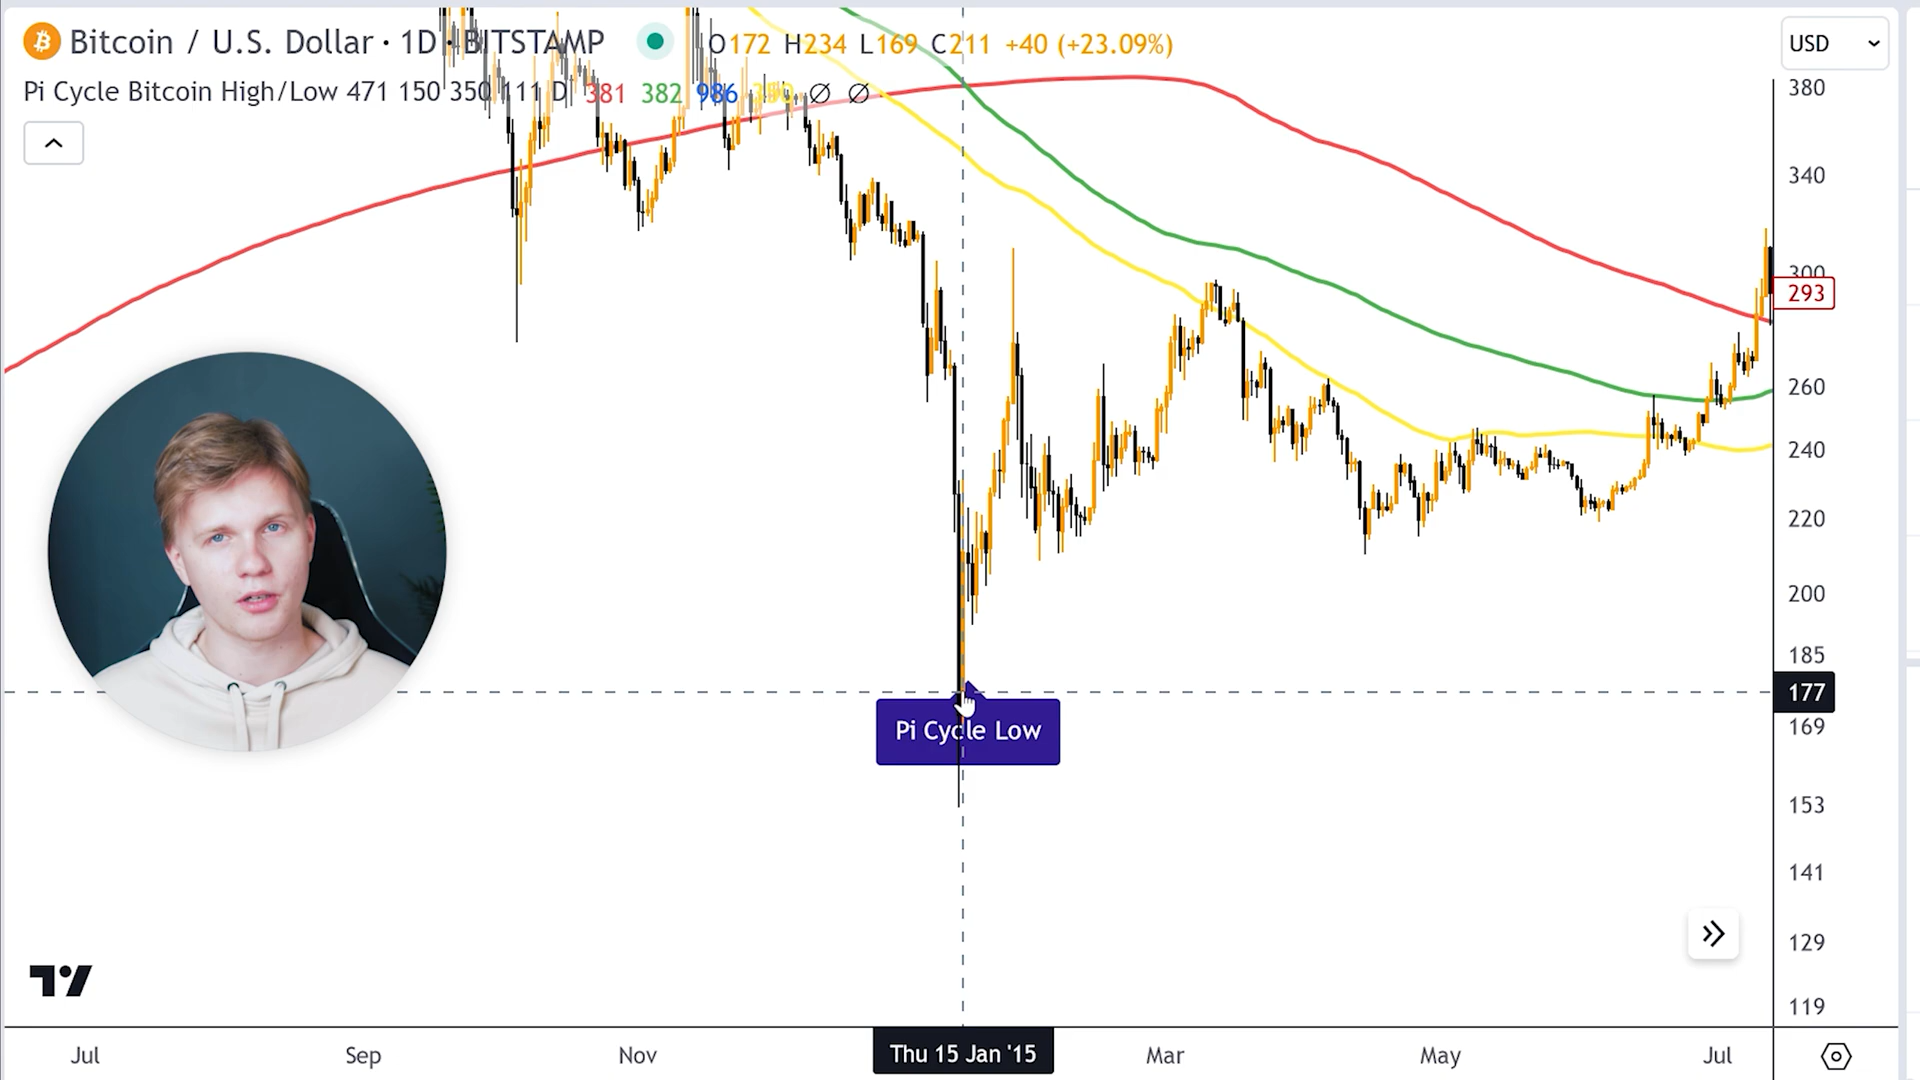 Bitcoin / U.S. Dollar · 1D · BITSTAMP
O172 H234 L169 C211 +40 (+23.09%)
USD
Pi Cycle Bitcoin High/Low 471 150 350 111 D 381 382 986 ∅ ∅
380
340
300
293
260
240
220
200
185
177
169
153
141
129
119
Pi Cycle Low
Jul Sep Nov Thu 15 Jan '15 Mar May Jul